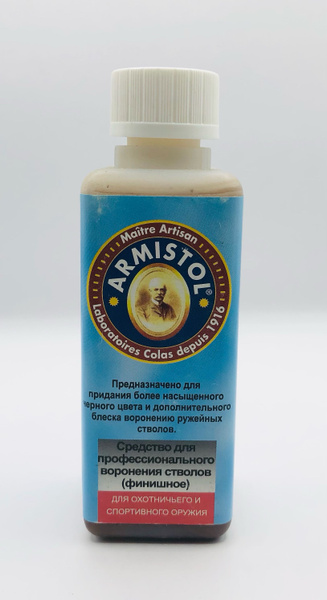 Maître Artisan
ARMISTOL®
Laboratoires Colas depuis 1916
Предназначено для
придания более насыщенного
черного цвета и дополнительного
блеска воронению ружейных
стволов.
Средство для
профессионального
воронения стволов
(финишное)
ДЛЯ ОХОТНИЧЬЕГО И
СПОРТИВНОГО ОРУЖИЯ